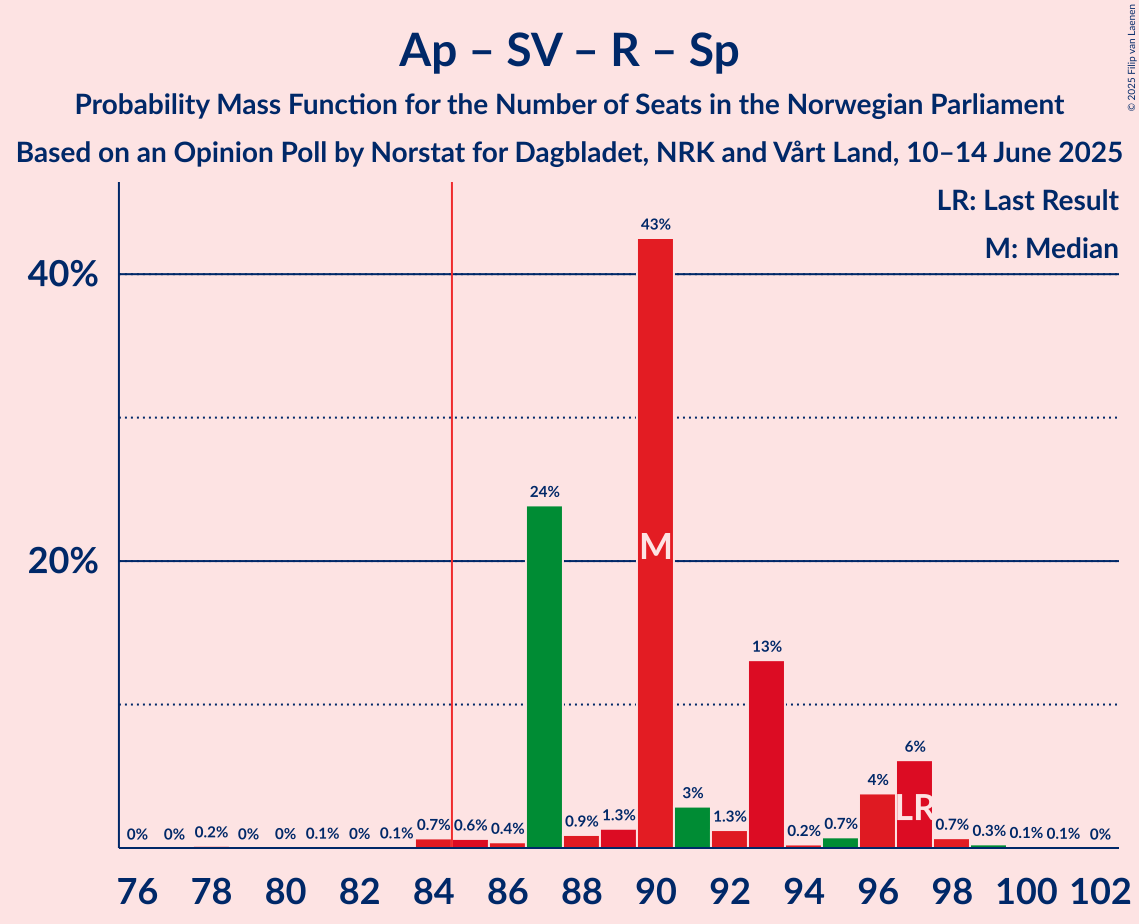 © 2025 Filip van Laenen
Ap – SV – R – Sp
Probability Mass Function for the Number of Seats in the Norwegian Parliament
Based on an Opinion Poll by Norstat for Dagbladet, NRK and Vårt Land, 10–14 June 2025
LR: Last Result
M: Median
40%
20%
0% 0% 0.2% 0% 0% 0.1% 0% 0.1% 0.7% 0.6% 0.4% 24% 0.9% 1.3% 43% 3% 1.3% 13% 0.2% 0.7% 4% 6% 0.7% 0.3% 0.1% 0.1% 0%
M
LR
76 78 80 82 84 86 88 90 92 94 96 98 100 102